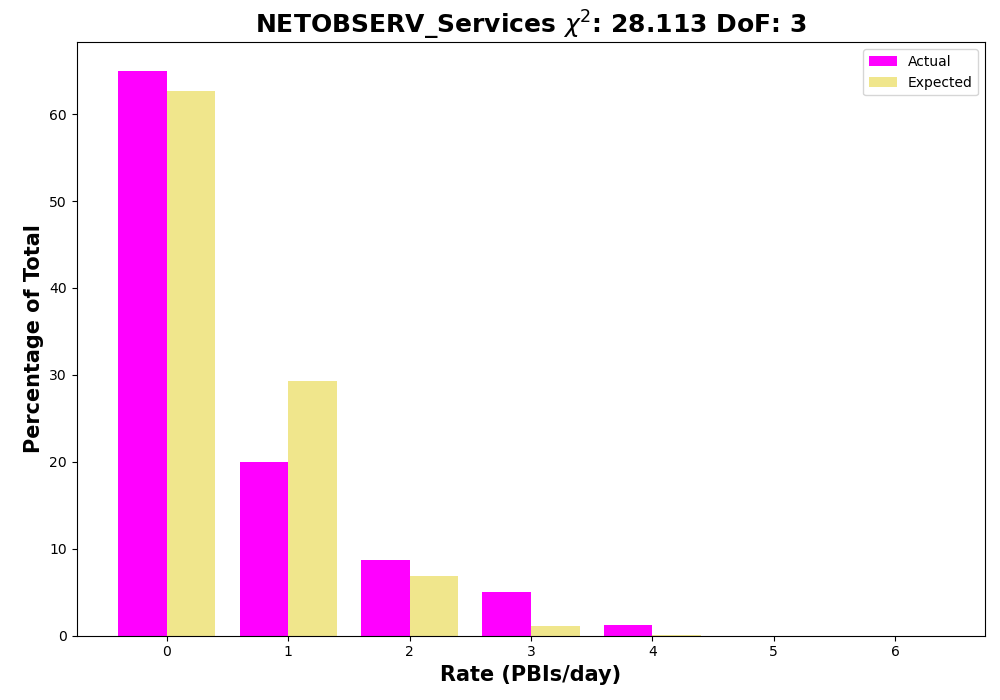 NETOBSERV_Services χ²: 28.113 DoF: 3
Actual
Expected
Percentage of Total
60
50
40
30
20
10
0
0 1 2 3 4 5 6
Rate (PBIs/day)